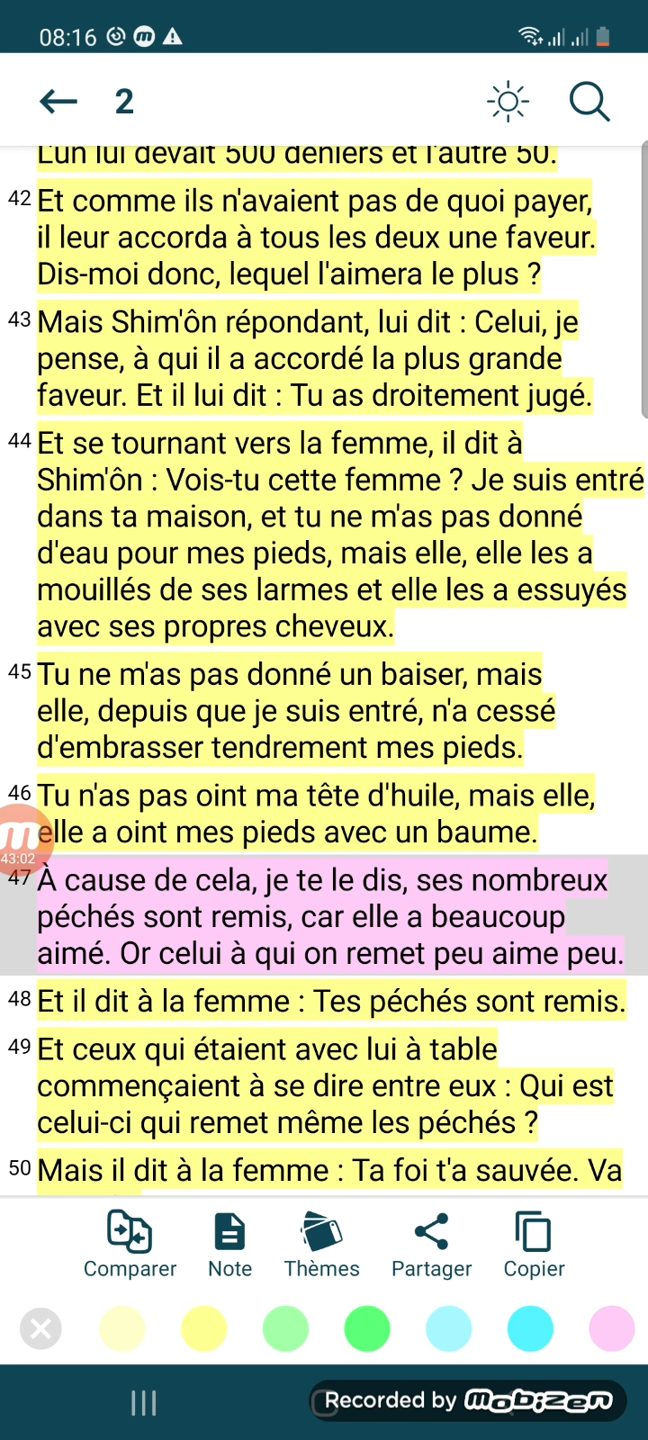 08:16
2
L'un lui devait 500 deniers et l'autre 50.
42 Et comme ils n'avaient pas de quoi payer,
il leur accorda à tous les deux une faveur.
Dis-moi donc, lequel l'aimera le plus ?
43 Mais Shim'ôn répondant, lui dit : Celui, je
pense, à qui il a accordé la plus grande
faveur. Et il lui dit : Tu as droitement jugé.
44 Et se tournant vers la femme, il dit à
Shim'ôn : Vois-tu cette femme ? Je suis entré
dans ta maison, et tu ne m'as pas donné
d'eau pour mes pieds, mais elle, elle les a
mouillés de ses larmes et elle les a essuyés
avec ses propres cheveux.
45 Tu ne m'as pas donné un baiser, mais
elle, depuis que je suis entré, n'a cessé
d'embrasser tendrement mes pieds.
46 Tu n'as pas oint ma tête d'huile, mais elle,
elle a oint mes pieds avec un baume.
43:02
47 À cause de cela, je te le dis, ses nombreux
péchés sont remis, car elle a beaucoup
aimé. Or celui à qui on remet peu aime peu.
48 Et il dit à la femme : Tes péchés sont remis.
49 Et ceux qui étaient avec lui à table
commençaient à se dire entre eux : Qui est
celui-ci qui remet même les péchés ?
50 Mais il dit à la femme : Ta foi t'a sauvée. Va
Comparer Note Thèmes Partager Copier
Recorded by mobizen